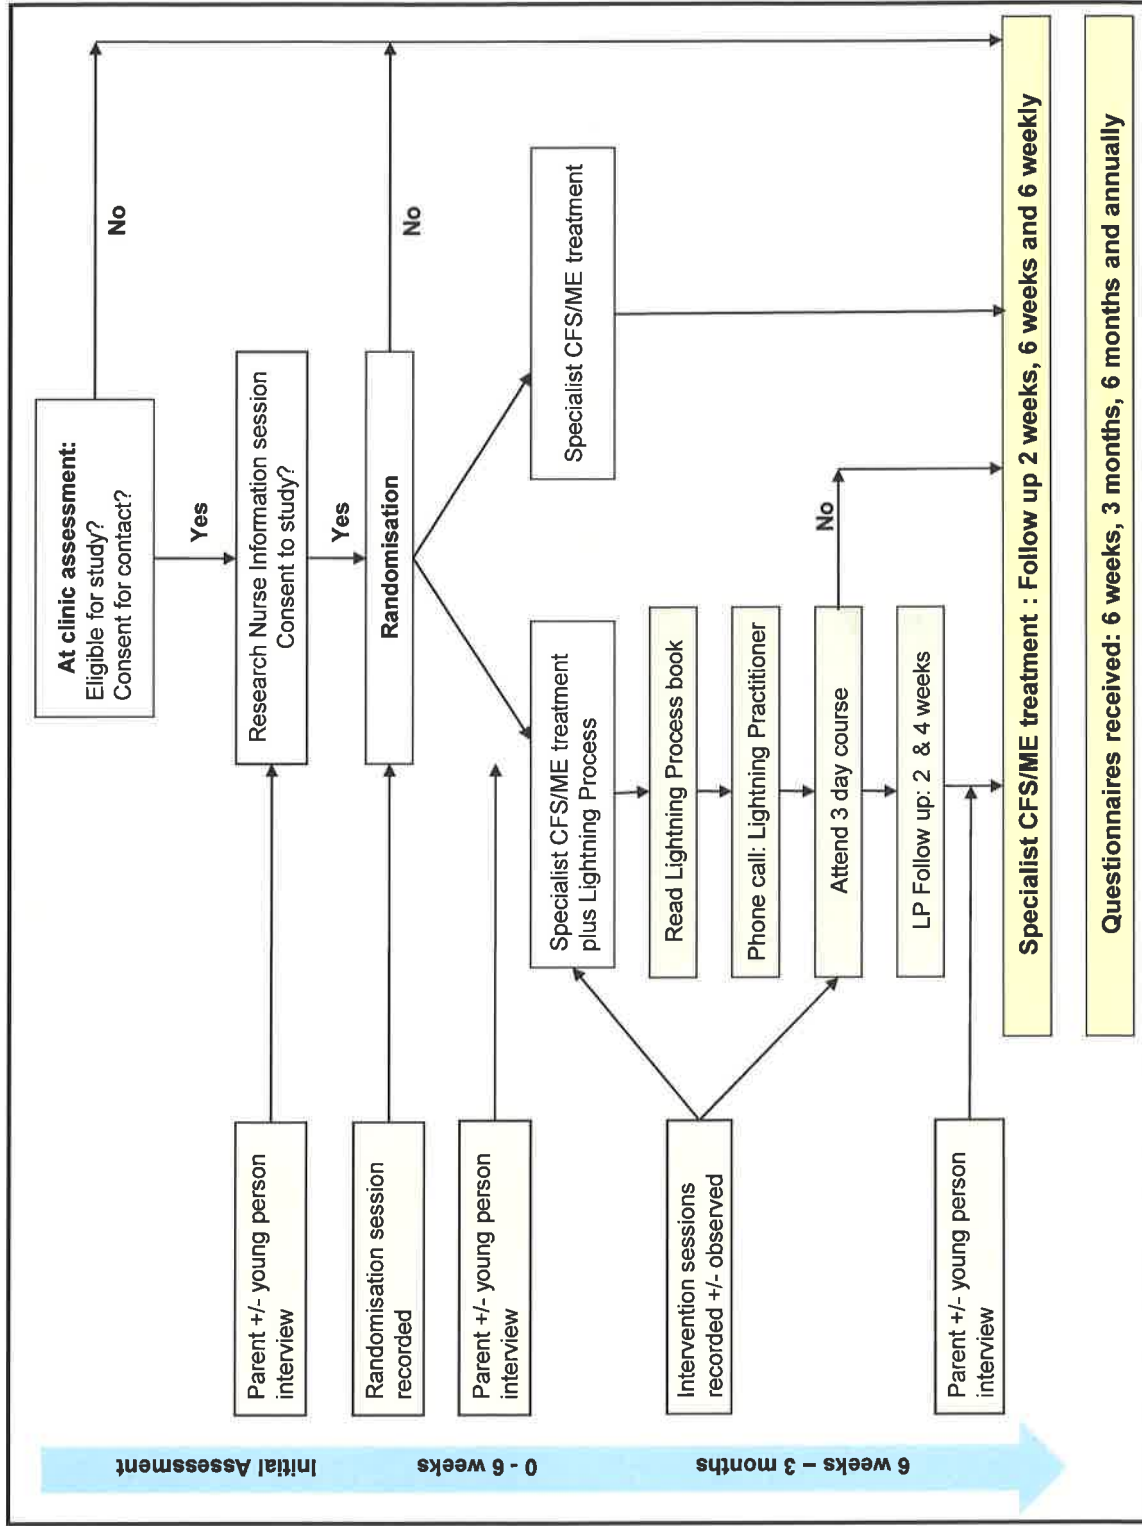 At clinic assessment:
Eligible for study?
Consent for contact?
No
Yes
Research Nurse Information session
Consent to study?
Yes
Randomisation
No
Specialist CFS/ME treatment
plus Lightning Process
Specialist CFS/ME treatment
Read Lightning Process book
Phone call: Lightning Practitioner
Attend 3 day course
No
LP Follow up: 2 & 4 weeks
Specialist CFS/ME treatment : Follow up 2 weeks, 6 weeks and 6 weekly
Questionnaires received: 6 weeks, 3 months, 6 months and annually
Parent +/- young person
interview
Randomisation session
recorded
Parent +/- young person
interview
Intervention sessions
recorded +/- observed
Parent +/- young person
interview
Initial Assessment
0 - 6 weeks
6 weeks – 3 months